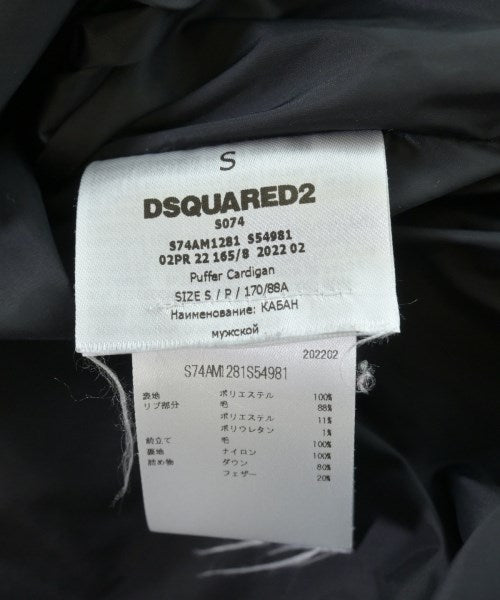 S
DSQUARED2
S074
S74AM1281 S54981
02PR 22 165/8 2022 02
Puffer Cardigan
SIZE S / P / 170/88A
Наименование: КАБАН
мужской
202202
S74AM1281S54981
表地 ポリエステル 100%
リブ部分 毛 88%
ポリエステル 11%
ポリウレタン 1%
前立て 毛 100%
裏地 ナイロン 100%
詰め物 ダウン 80%
フェザー 20%